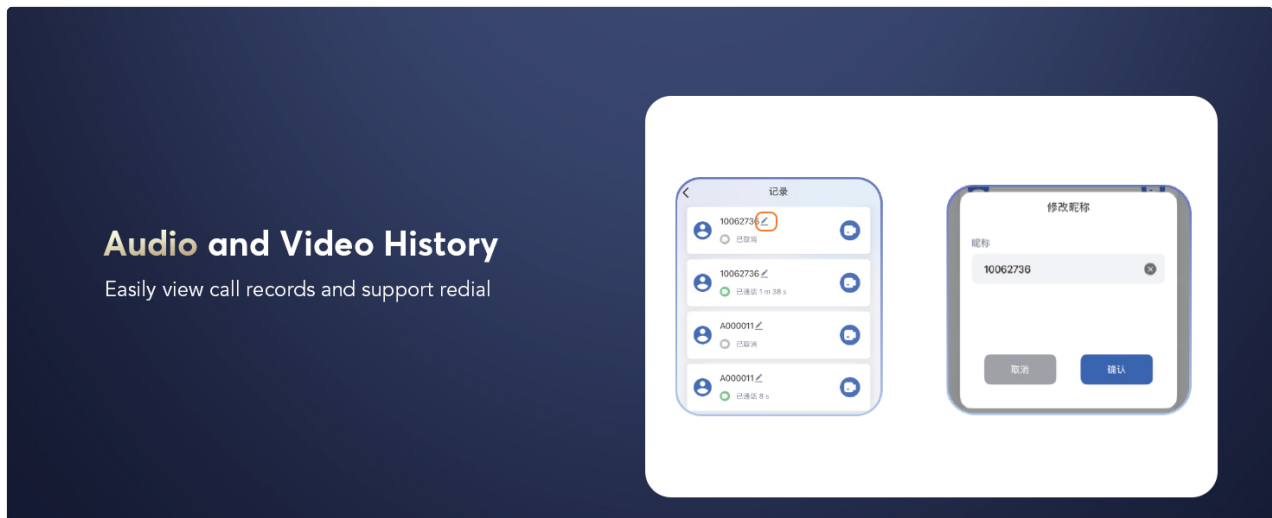 Audio and Video History
Easily view call records and support redial
记录
10062736
已取消
10062736
已通话 1 m 38 s
A000011
已取消
A000011
已通话 8 s
修改昵称
昵称
10062736
取消
确认